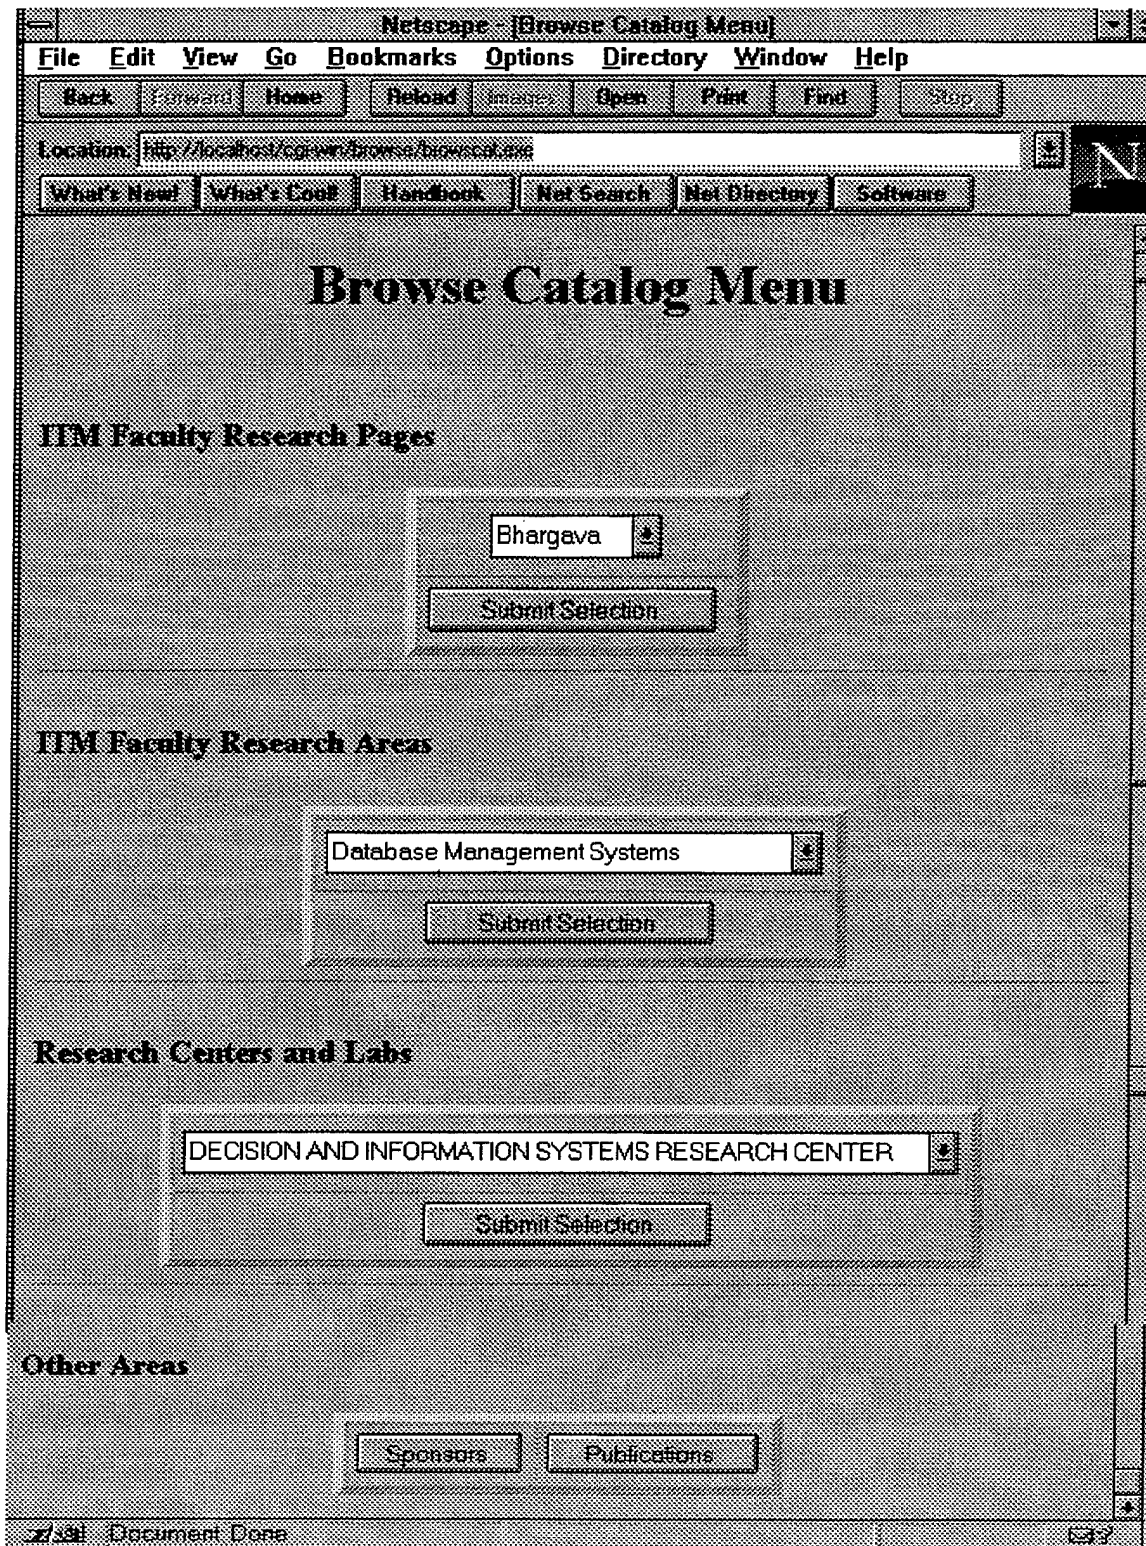 Netscape - [Browse Catalog Menu]
File Edit View Go Bookmarks Options Directory Window Help
Back Forward Home Reload Images Open Print Find Stop
Location: http://localhost/cgi-win/browse/browscat.exe
What's New! What's Cool! Handbook Net Search Net Directory Software
N
Browse Catalog Menu
ITM Faculty Research Pages
Bhargava
Submit Selection
ITM Faculty Research Areas
Database Management Systems
Submit Selection
Research Centers and Labs
DECISION AND INFORMATION SYSTEMS RESEARCH CENTER
Submit Selection
Other Areas
Sponsors Publications
Document Done